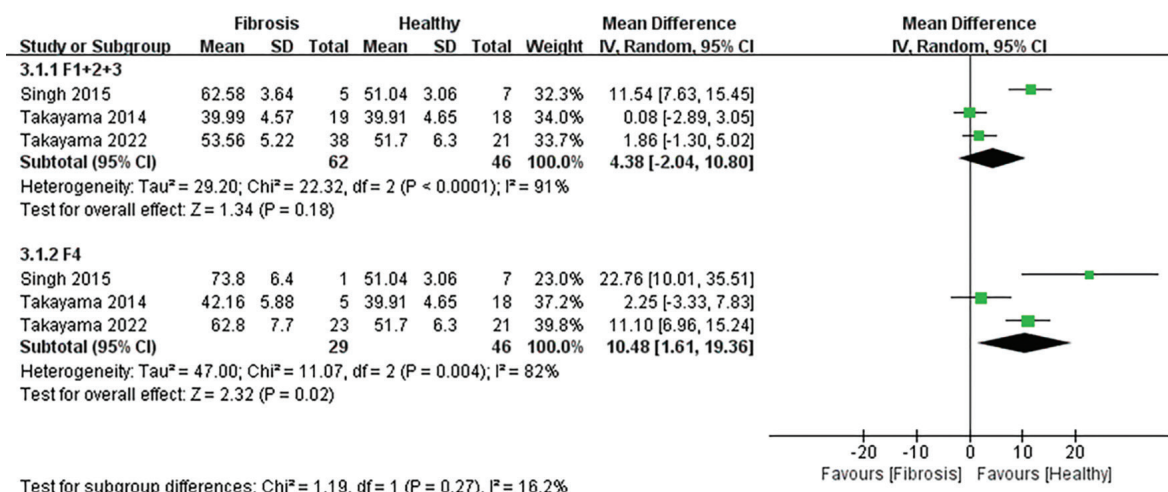 Fibrosis Healthy Mean Difference Mean Difference
Study or Subgroup Mean SD Total Mean SD Total Weight IV, Random, 95% CI IV, Random, 95% CI
3.1.1 F1+2+3
Singh 2015 62.58 3.64 5 51.04 3.06 7 32.3% 11.54 [7.63, 15.45]
Takayama 2014 39.99 4.57 19 39.91 4.65 18 34.0% 0.08 [-2.89, 3.05]
Takayama 2022 53.56 5.22 38 51.7 6.3 21 33.7% 1.86 [-1.30, 5.02]
Subtotal (95% CI) 62 46 100.0% 4.38 [-2.04, 10.80]
Heterogeneity: Tau² = 29.20; Chi² = 22.32, df = 2 (P < 0.0001); I² = 91%
Test for overall effect: Z = 1.34 (P = 0.18)
3.1.2 F4
Singh 2015 73.8 6.4 1 51.04 3.06 7 23.0% 22.76 [10.01, 35.51]
Takayama 2014 42.16 5.88 5 39.91 4.65 18 37.2% 2.25 [-3.33, 7.83]
Takayama 2022 62.8 7.7 23 51.7 6.3 21 39.8% 11.10 [6.96, 15.24]
Subtotal (95% CI) 29 46 100.0% 10.48 [1.61, 19.36]
Heterogeneity: Tau² = 47.00; Chi² = 11.07, df = 2 (P = 0.004); I² = 82%
Test for overall effect: Z = 2.32 (P = 0.02)
-20 -10 0 10 20
Favours [Fibrosis] Favours [Healthy]
Test for subgroup differences: Chi² = 1.19, df = 1 (P = 0.27), I² = 16.2%